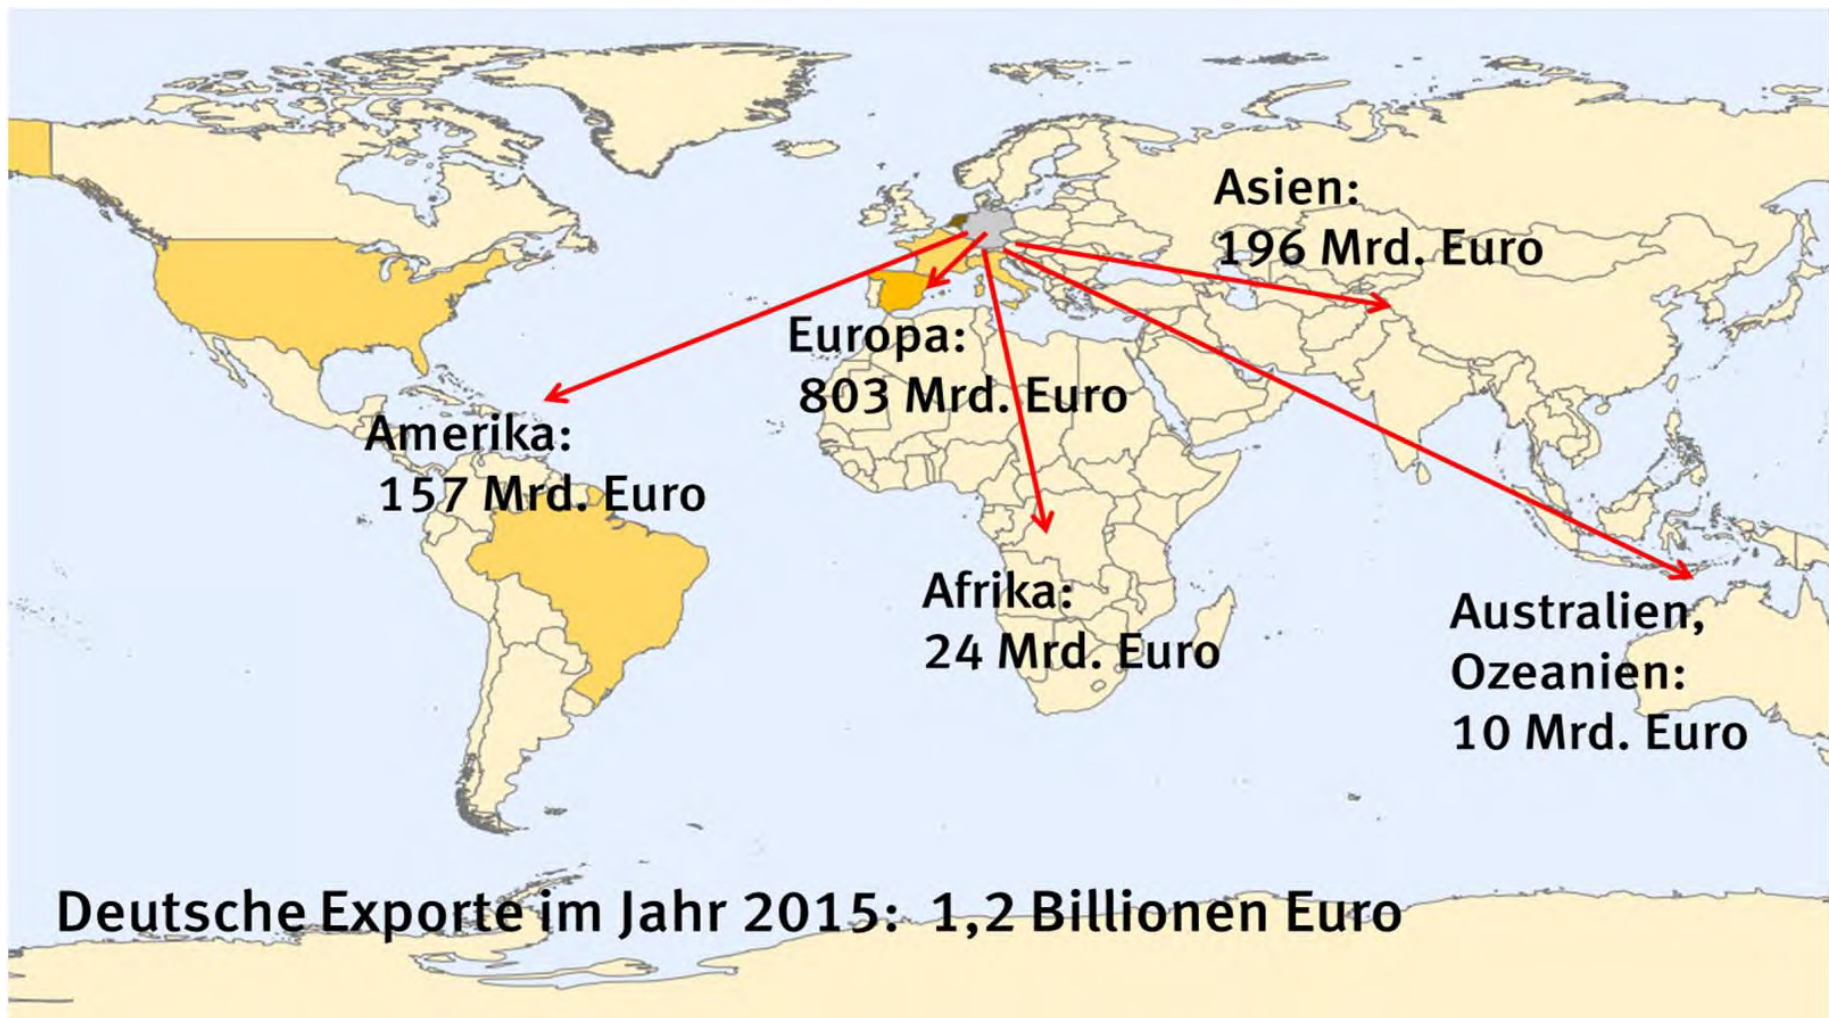 Asien:
196 Mrd. Euro
Europa:
803 Mrd. Euro
Amerika:
157 Mrd. Euro
Afrika:
24 Mrd. Euro
Australien,
Ozeanien:
10 Mrd. Euro
Deutsche Exporte im Jahr 2015: 1,2 Billionen Euro